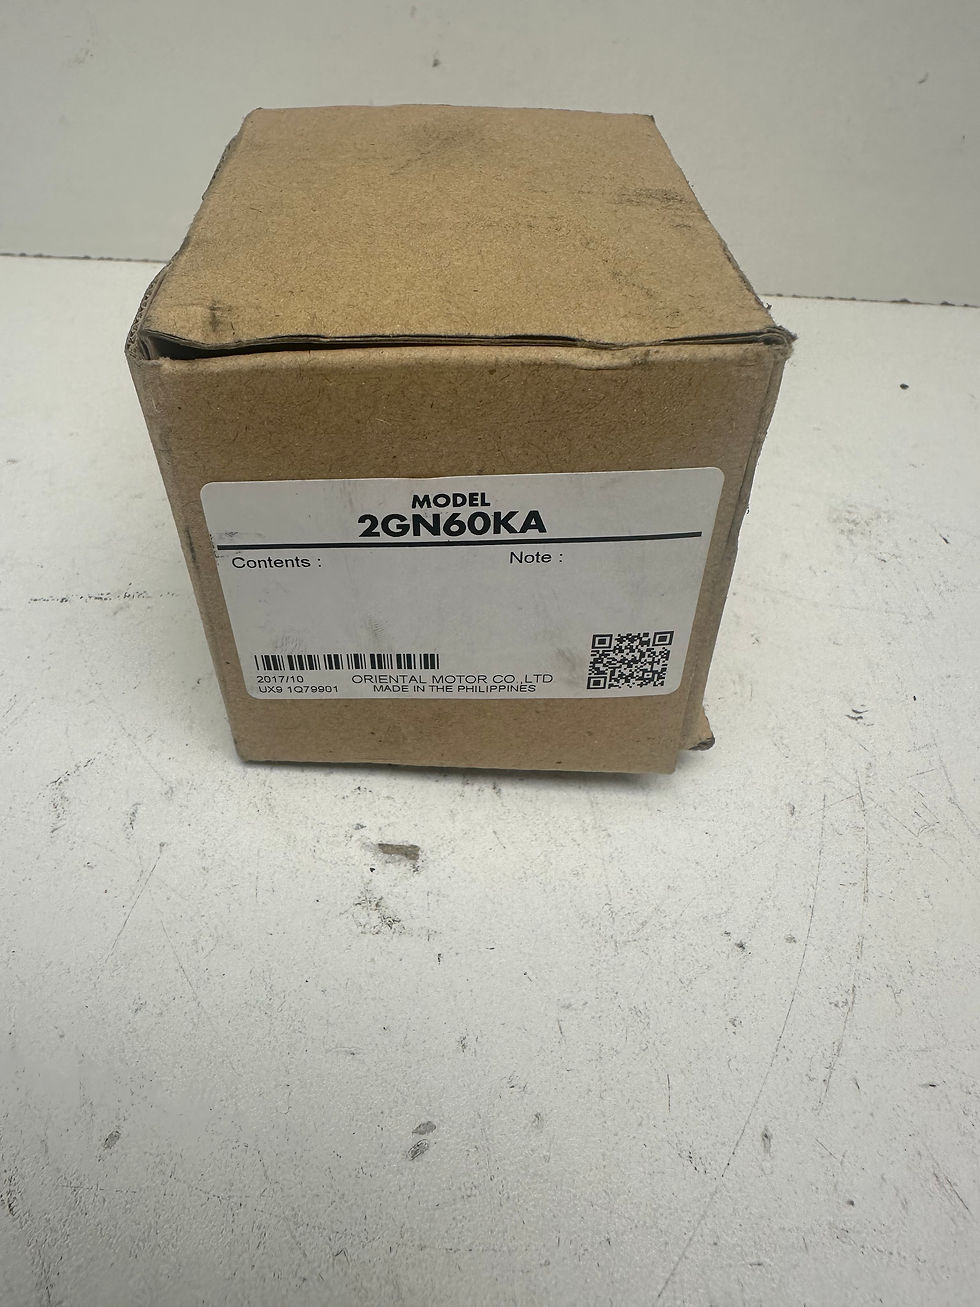 MODEL
2GN60KA
Contents :
Note :
2017/10
ORIENTAL MOTOR CO.,LTD
UX9 1Q79901
MADE IN THE PHILIPPINES